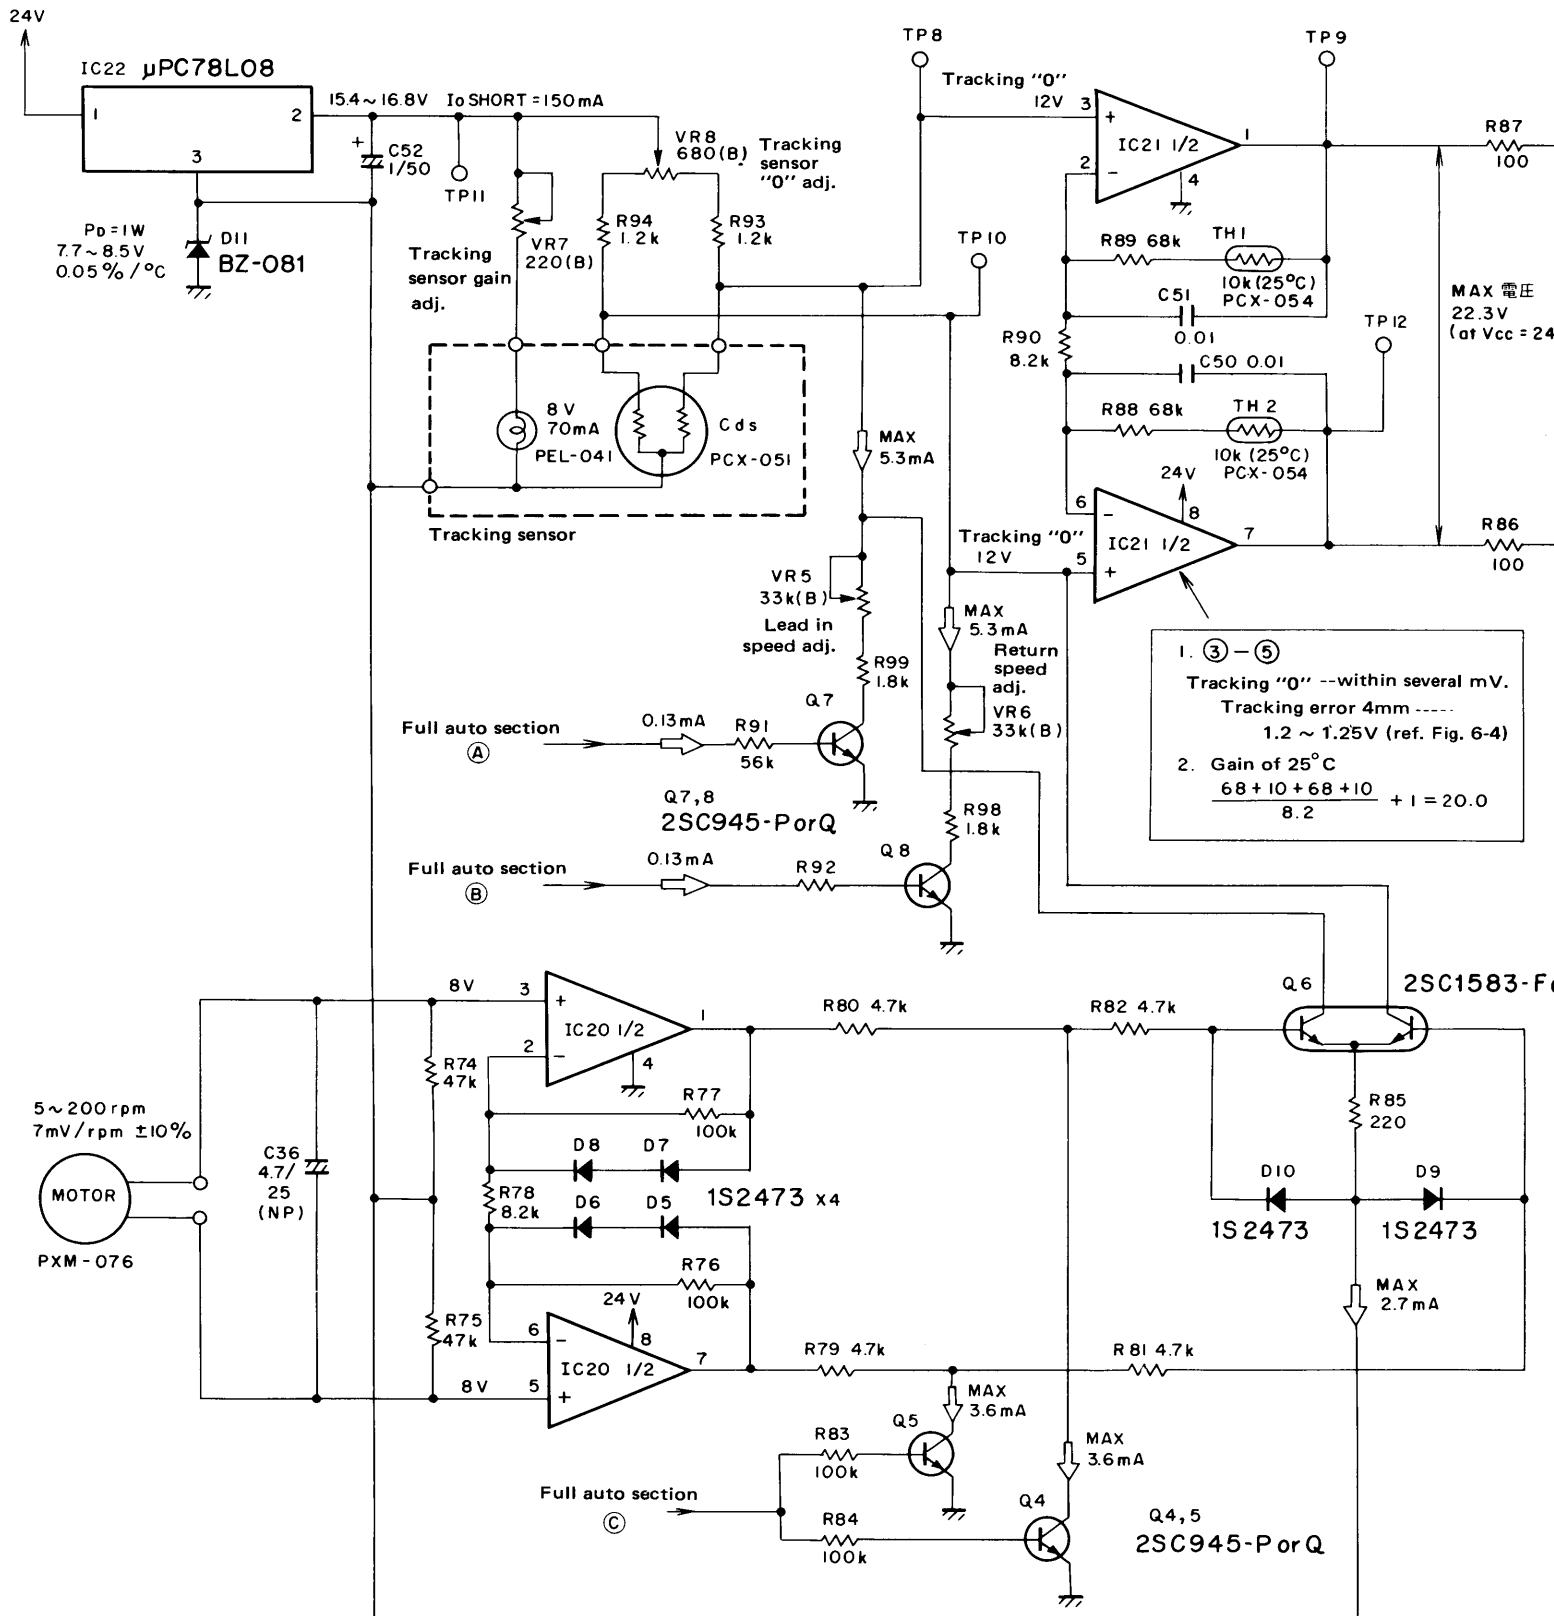 24V
IC22 μPC78L08
1
2
3
15.4~16.8V
Io SHORT = 150mA
+
C52
1/50
TP11
VR8
680(B)
Tracking
sensor
"0" adj.
PD=1W
7.7~8.5V
0.05%/°C
D11
BZ-081
Tracking
sensor gain
adj.
VR7
220(B)
R94
1.2k
R93
1.2k
TP8
Tracking "0"
12V
3
+
2
−
IC21 1/2
1
4
TP9
R87
100
TP10
R89 68k
TH1
10k(25°C)
PCX-054
C51
0.01
R90
8.2k
C50 0.01
R88 68k
TH2
10k(25°C)
PCX-054
TP12
MAX 電圧
22.3V
(at Vcc = 24
8V
70mA
PEL-041
Cds
PCX-051
Tracking sensor
MAX
5.3mA
24V
8
6
−
IC21 1/2
7
5
+
Tracking "0"
12V
R86
100
VR5
33k(B)
Lead in
speed adj.
R99
1.8k
MAX
5.3mA
Return
speed
adj.
VR6
33k(B)
1. ③ − ⑤
Tracking "0" --within several mV.
Tracking error 4mm -----
1.2 ~ 1.25V (ref. Fig. 6-4)
2. Gain of 25°C
68+10+68+10
8.2
+ 1 = 20.0
Full auto section
Ⓐ
0.13mA
R91
56k
Q7
Q7,8
2SC945-PorQ
R98
1.8k
Full auto section
Ⓑ
0.13mA
R92
Q8
8V
3
+
2
−
IC20 1/2
1
4
R80 4.7k
R82 4.7k
Q6
2SC1583-F
R74
47k
R77
100k
D8
D7
1S2473 x4
R78
8.2k
D6
D5
R76
100k
R85
220
D10
1S2473
D9
1S2473
5~200rpm
7mV/rpm ±10%
MOTOR
PXM-076
C36
4.7/
25
(NP)
R75
47k
24V
8
6
−
IC20 1/2
7
8V
5
+
R79 4.7k
R81 4.7k
MAX
2.7mA
MAX
3.6mA
Q5
R83
100k
MAX
3.6mA
Full auto section
Ⓒ
R84
100k
Q4
Q4,5
2SC945-PorQ